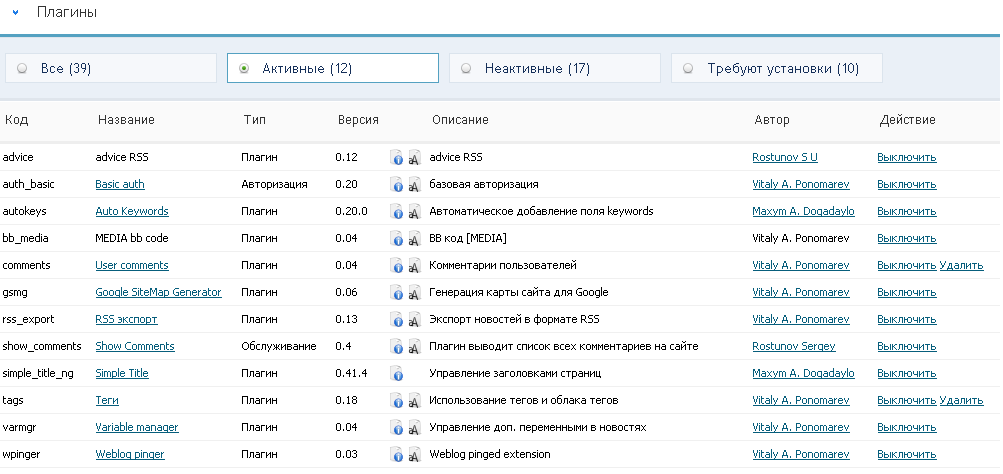 Плагины
Все (39) Активные (12) Неактивные (17) Требуют установки (10)
Код Название Тип Версия Описание Автор Действие
advice advice RSS Плагин 0.12 advice RSS Rostunov S U Выключить
auth_basic Basic auth Авторизация 0.20 базовая авторизация Vitaly A. Ponomarev Выключить
autokeys Auto Keywords Плагин 0.20.0 Автоматическое добавление поля keywords Maxym A. Dogadaylo Выключить
bb_media MEDIA bb code Плагин 0.04 BB код [MEDIA] Vitaly A. Ponomarev Выключить
comments User comments Плагин 0.04 Комментарии пользователей Vitaly A. Ponomarev Выключить Удалить
gsmg Google SiteMap Generator Плагин 0.06 Генерация карты сайта для Google Vitaly A. Ponomarev Выключить
rss_export RSS экспорт Плагин 0.13 Экспорт новостей в формате RSS Vitaly A. Ponomarev Выключить
show_comments Show Comments Обслуживание 0.4 Плагин выводит список всех комментариев на сайте Rostunov Sergey Выключить
simple_title_ng Simple Title Плагин 0.41.4 Управление заголовками страниц Maxym A. Dogadaylo Выключить
tags Теги Плагин 0.18 Использование тегов и облака тегов Vitaly A. Ponomarev Выключить Удалить
varmgr Variable manager Плагин 0.04 Управление доп. переменными в новостях Vitaly A. Ponomarev Выключить
wpinger Weblog pinger Плагин 0.03 Weblog pinged extension Vitaly A. Ponomarev Выключить